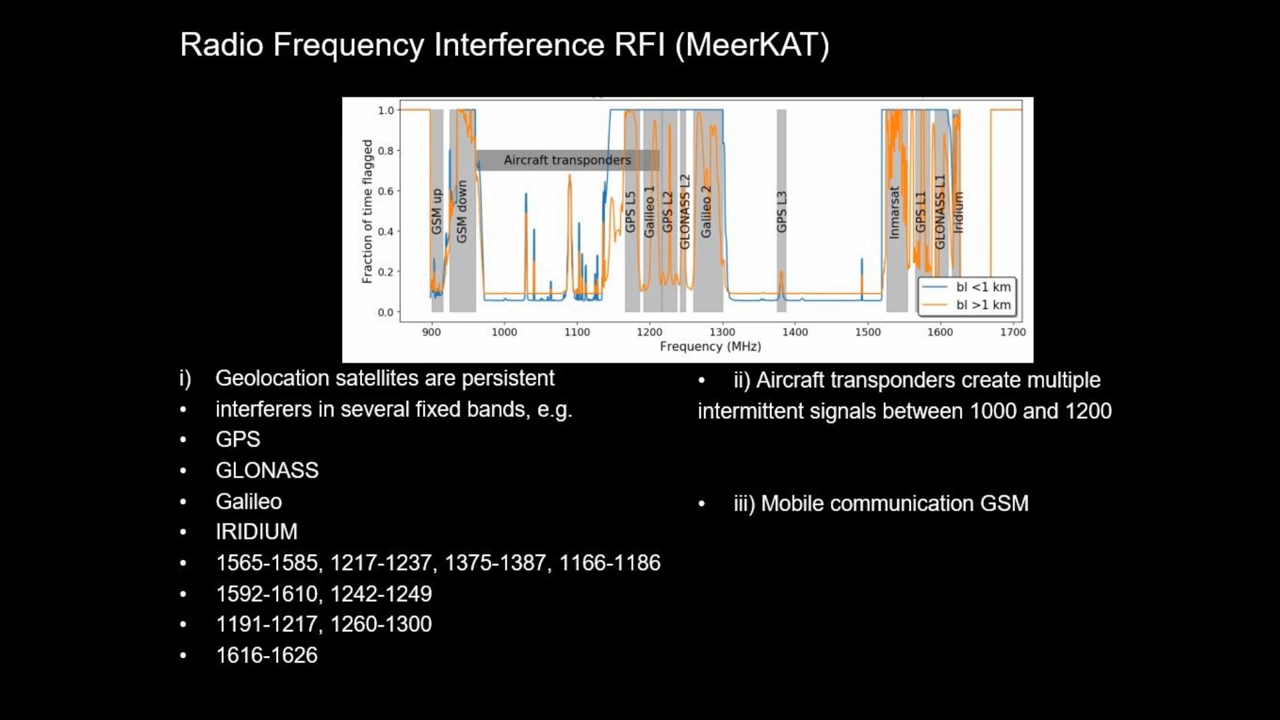 Radio Frequency Interference RFI (MeerKAT)
Fraction of time flagged
1.0
0.8
0.6
0.4
0.2
0.0
Aircraft transponders
GSM up
GSM down
GPS L5
Galileo 1
GPS L2
GLONASS L2
Galileo 2
GPS L3
Inmarsat
GPS L1
GLONASS L1
Iridium
bl <1 km
bl >1 km
900 1000 1100 1200 1300 1400 1500 1600 1700
Frequency (MHz)
i) Geolocation satellites are persistent
• interferers in several fixed bands, e.g.
• GPS
• GLONASS
• Galileo
• IRIDIUM
• 1565-1585, 1217-1237, 1375-1387, 1166-1186
• 1592-1610, 1242-1249
• 1191-1217, 1260-1300
• 1616-1626
• ii) Aircraft transponders create multiple
intermittent signals between 1000 and 1200
• iii) Mobile communication GSM